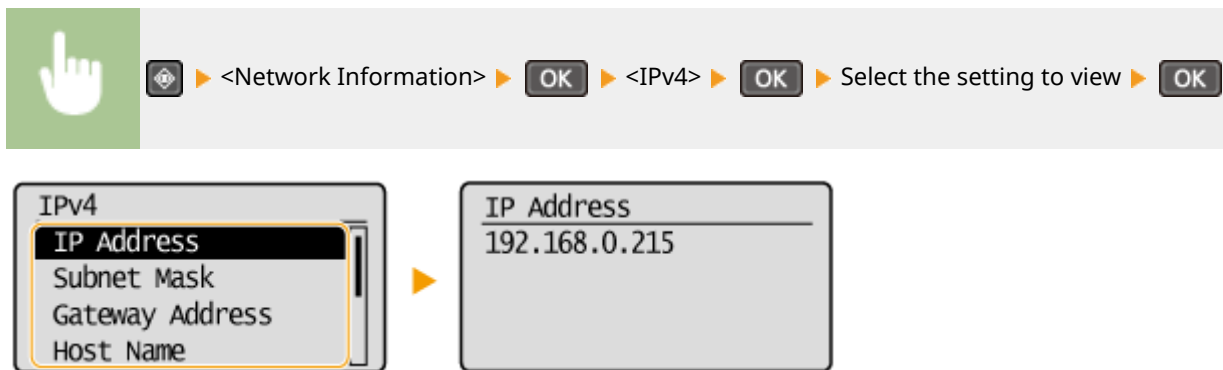 <Network Information> OK <IPv4> OK Select the setting to view OK
IPv4
IP Address
Subnet Mask
Gateway Address
Host Name
IP Address
192.168.0.215